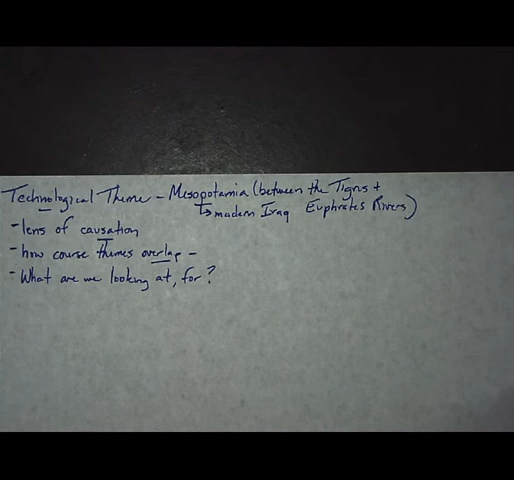 Technological Theme - Mesopotamia (between the Tigris +
↳ modern Iraq Euphrates Rivers)
- lens of causation
- how course themes overlap -
- What are we looking at, for?